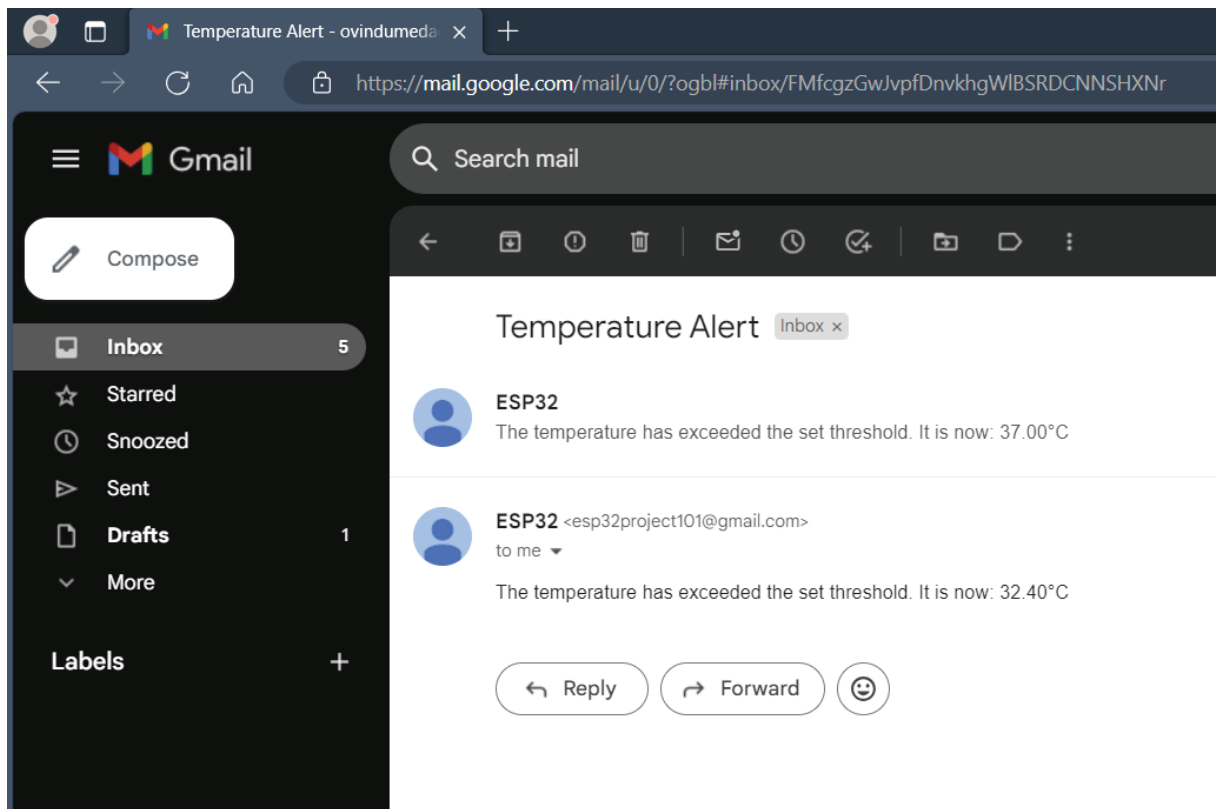 Temperature Alert - ovindumeda
https://mail.google.com/mail/u/0/?ogbl#inbox/FMfcgzGwJvpfDnvkhgWlBSRDCNNSHXNr
Gmail
Search mail
Compose
Inbox 5
Starred
Snoozed
Sent
Drafts 1
More
Labels
Temperature Alert Inbox ×
ESP32
The temperature has exceeded the set threshold. It is now: 37.00°C
ESP32 <esp32project101@gmail.com>
to me
The temperature has exceeded the set threshold. It is now: 32.40°C
Reply Forward